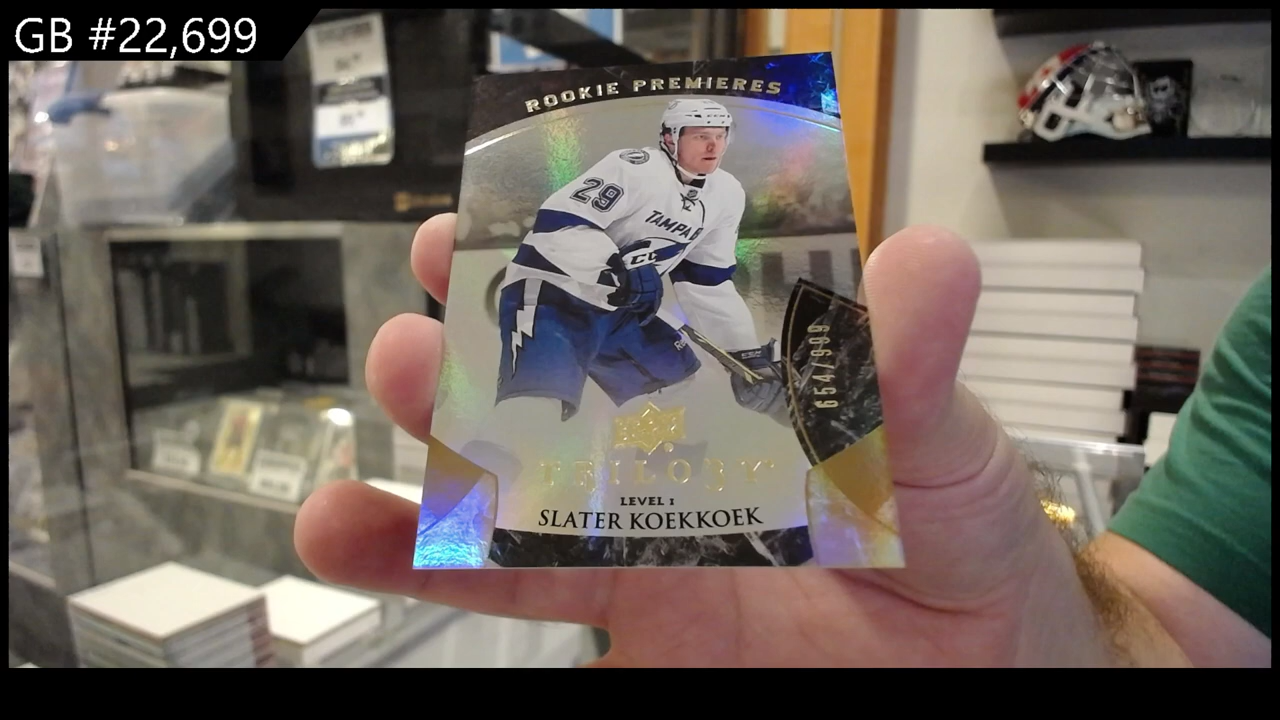 GB #22,699
ROOKIE PREMIERES
29
TAMPA B
654/999
TRILOGY
LEVEL 1
SLATER KOEKKOEK